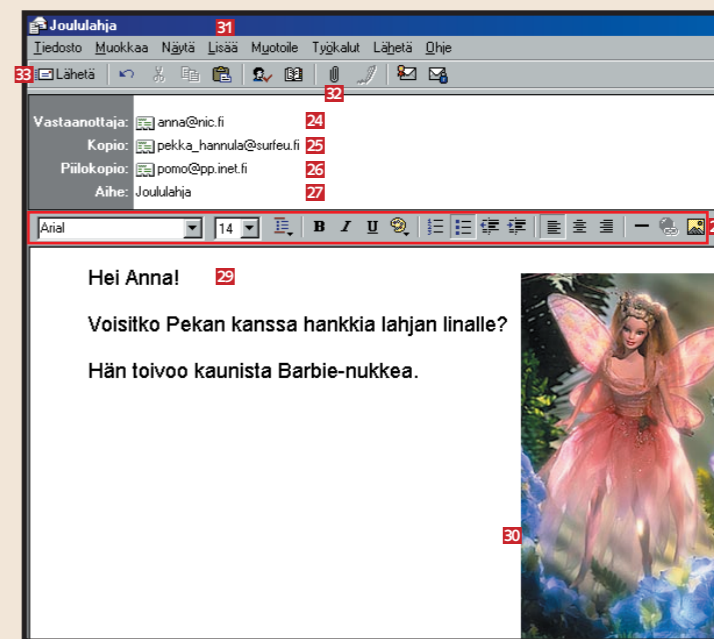 Joululahja
31
Tiedosto Muokkaa Näytä Lisää Muotoile Työkalut Lähetä Ohje
33 Lähetä
32
Vastaanottaja: anna@nic.fi 24
Kopio: pekka_hannula@surfeu.fi 25
Piilokopio: pomo@pp.inet.fi 26
Aihe: Joululahja 27
Arial 14 B I U
Hei Anna! 29
Voisitko Pekan kanssa hankkia lahjan Iinalle?
Hän toivoo kaunista Barbie-nukkea.
30